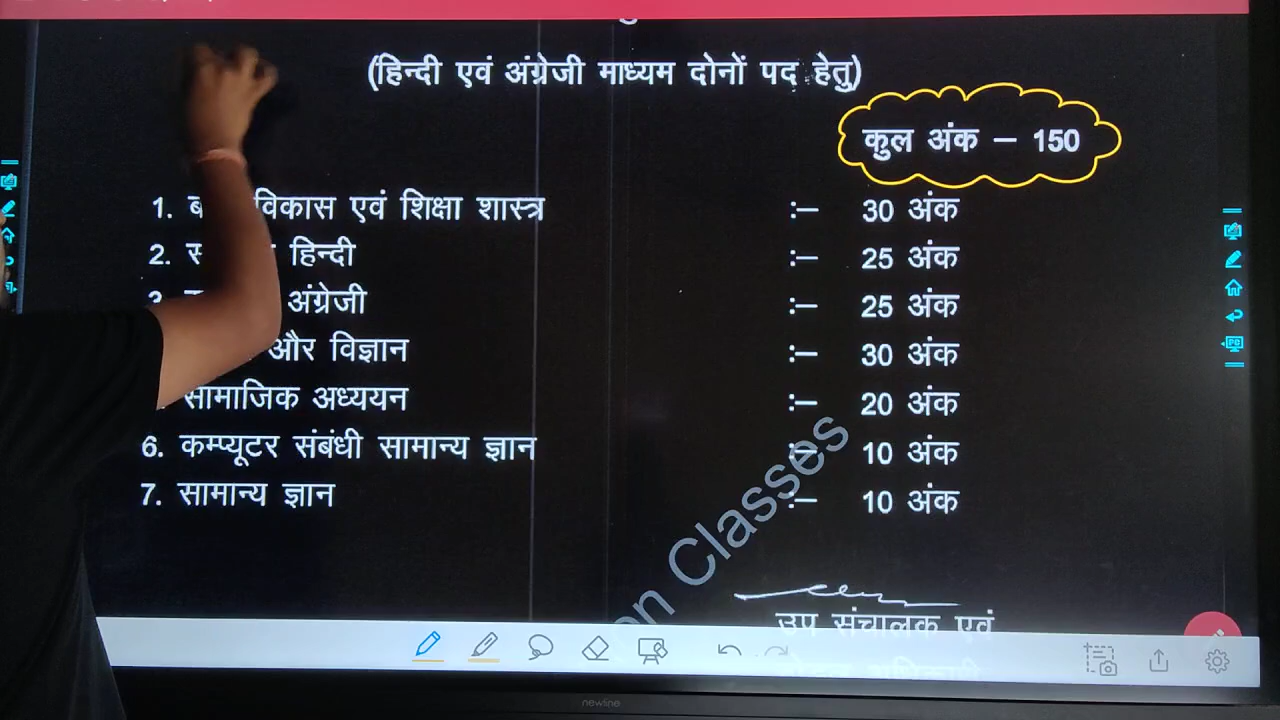 (हिन्दी एवं अंग्रेजी माध्यम दोनों पद हेतु)
कुल अंक – 150
1. विकास एवं शिक्षा शास्त्र :– 30 अंक
2. हिन्दी :– 25 अंक
अंग्रेजी :– 25 अंक
और विज्ञान :– 30 अंक
सामाजिक अध्ययन :– 20 अंक
6. कम्प्यूटर संबंधी सामान्य ज्ञान :– 10 अंक
7. सामान्य ज्ञान :– 10 अंक
Classes
उप संचालक एवं
newline